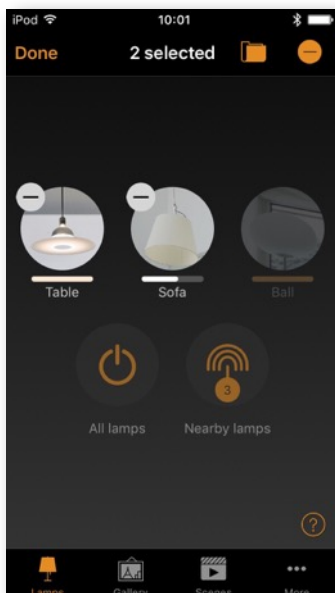 iPod 10:01
Done 2 selected
Table Sofa Ball
3
All lamps Nearby lamps
?
Lamps Gallery Scenes More